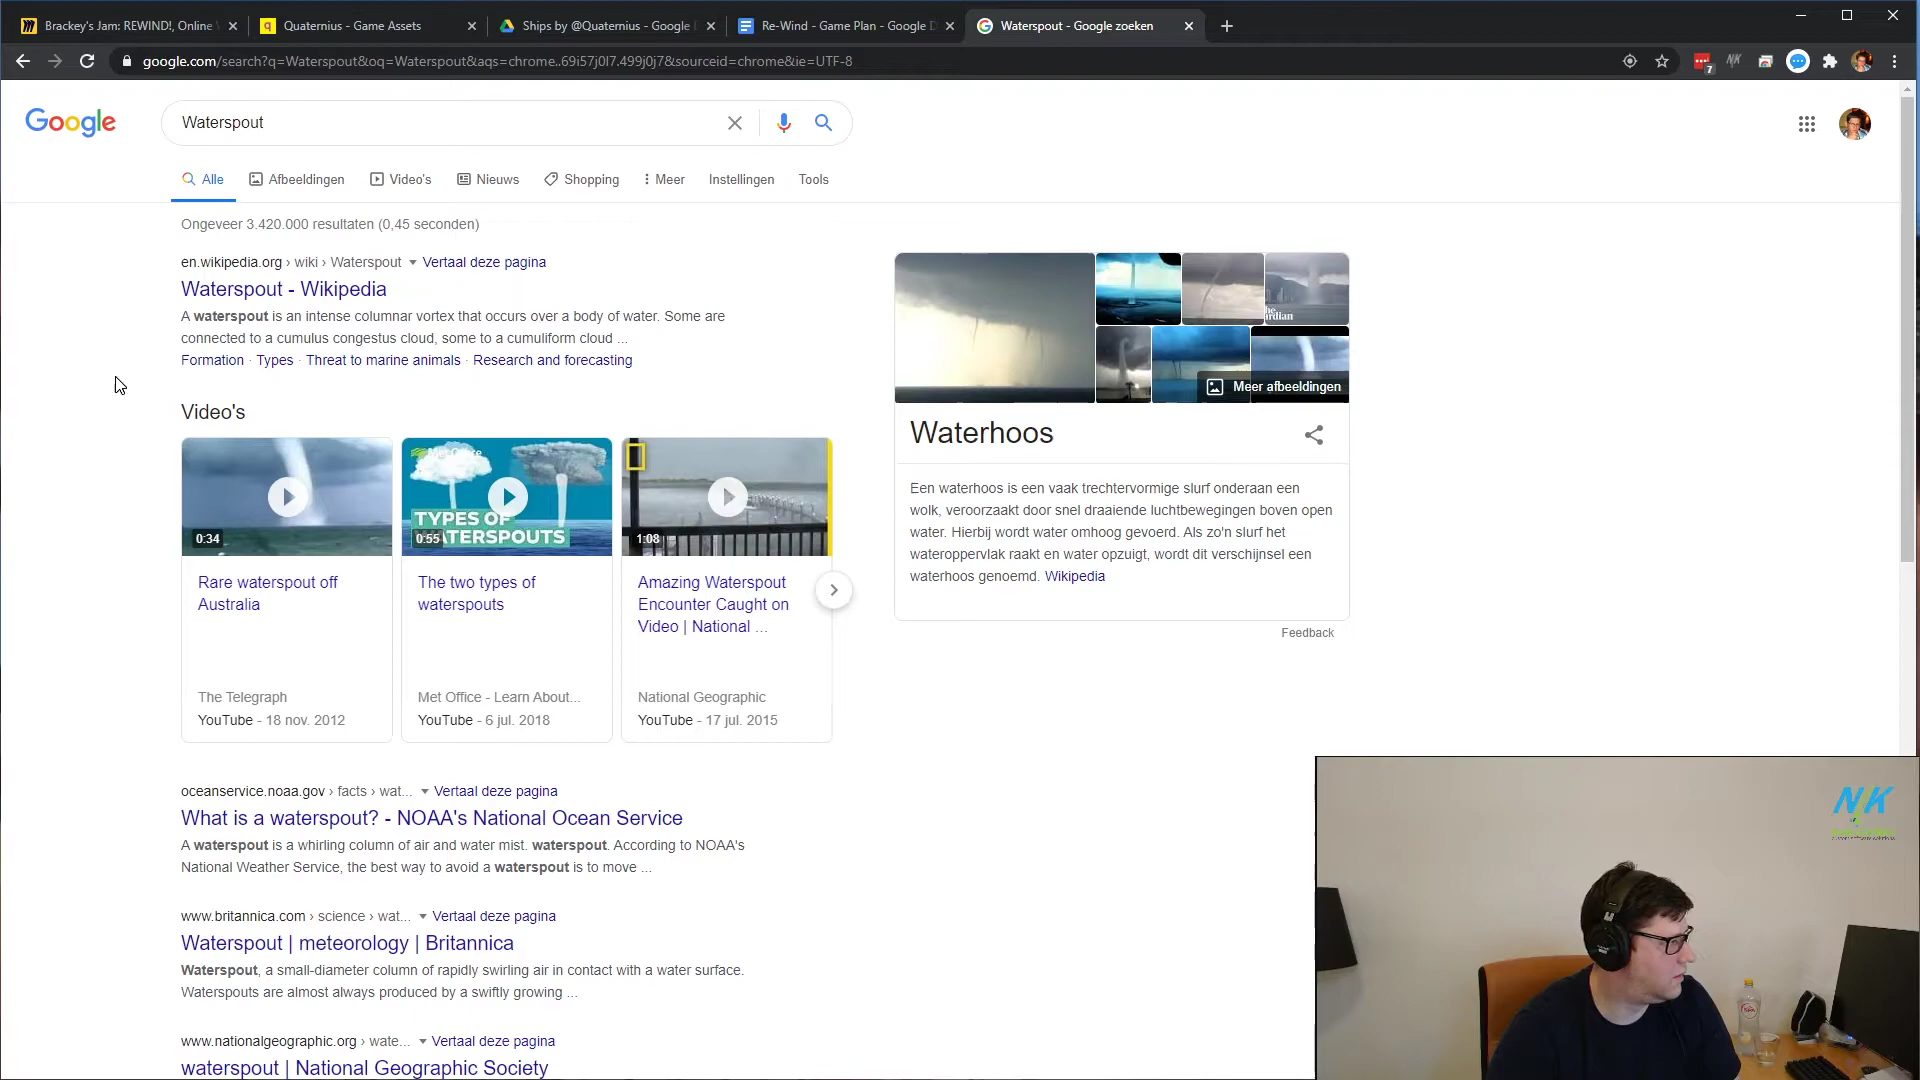 Brackey's Jam: REWIND!, Online
Quaternius - Game Assets
Ships by @Quaternius - Google
Re-Wind - Game Plan - Google D
Waterspout - Google zoeken
google.com/search?q=Waterspout&oq=Waterspout&aqs=chrome..69i57j0l7.499j0j7&sourceid=chrome&ie=UTF-8
7
NK
Google
Waterspout
Alle
Afbeeldingen
Video's
Nieuws
Shopping
Meer
Instellingen
Tools
Ongeveer 3.420.000 resultaten (0,45 seconden)
en.wikipedia.org › wiki › Waterspout Vertaal deze pagina
Waterspout - Wikipedia
A waterspout is an intense columnar vortex that occurs over a body of water. Some are
connected to a cumulus congestus cloud, some to a cumuliform cloud ...
Formation · Types · Threat to marine animals · Research and forecasting
Video's
0:34
Rare waterspout off
Australia
The Telegraph
YouTube - 18 nov. 2012
TYPES OF
0:55
The two types of
waterspouts
Met Office - Learn About...
YouTube - 6 jul. 2018
1:08
Amazing Waterspout
Encounter Caught on
Video | National ...
National Geographic
YouTube - 17 jul. 2015
oceanservice.noaa.gov › facts › wat... Vertaal deze pagina
What is a waterspout? - NOAA's National Ocean Service
A waterspout is a whirling column of air and water mist. waterspout. According to NOAA's
National Weather Service, the best way to avoid a waterspout is to move ...
www.britannica.com › science › wat... Vertaal deze pagina
Waterspout | meteorology | Britannica
Waterspout, a small-diameter column of rapidly swirling air in contact with a water surface.
Waterspouts are almost always produced by a swiftly growing ...
www.nationalgeographic.org › wate... Vertaal deze pagina
waterspout | National Geographic Society
Meer afbeeldingen
Waterhoos
Een waterhoos is een vaak trechtervormige slurf onderaan een
wolk, veroorzaakt door snel draaiende luchtbewegingen boven open
water. Hierbij wordt water omhoog gevoerd. Als zo'n slurf het
wateroppervlak raakt en water opzuigt, wordt dit verschijnsel een
waterhoos genoemd. Wikipedia
Feedback
NK